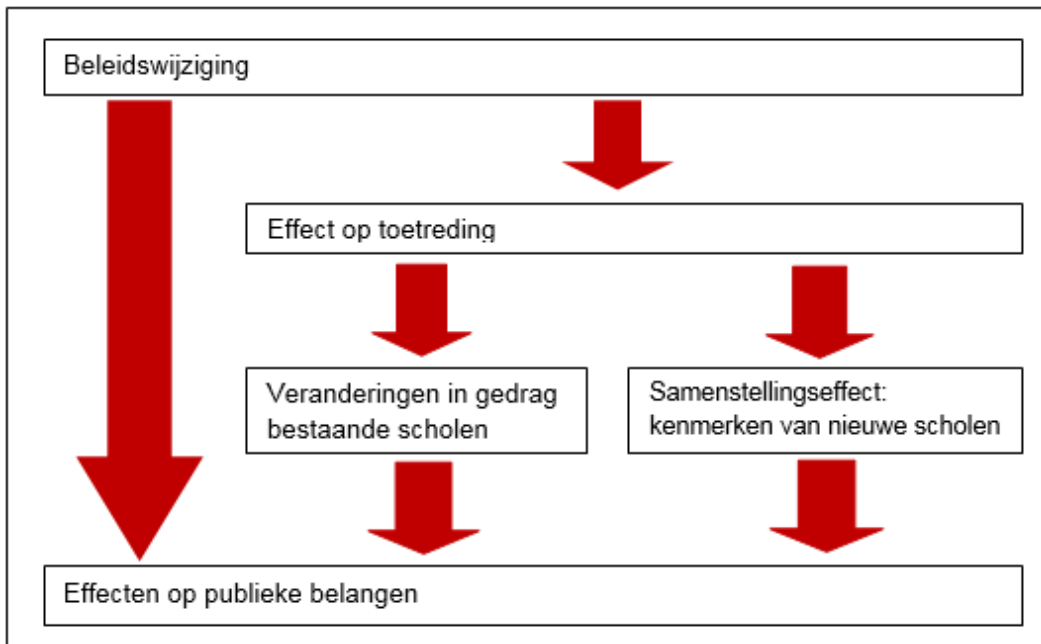 Beleidswijziging
Effect op toetreding
Veranderingen in gedrag
bestaande scholen
Samenstellingseffect:
kenmerken van nieuwe scholen
Effecten op publieke belangen